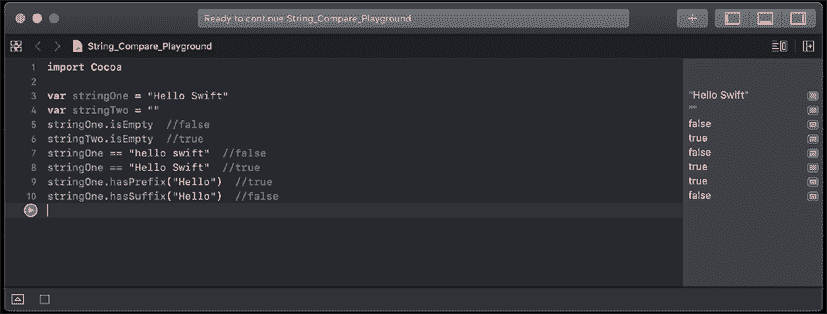 Ready to continue String_Compare_Playground
String_Compare_Playground
1 import Cocoa
2
3 var stringOne = "Hello Swift"
4 var stringTwo = ""
5 stringOne.isEmpty //false
6 stringTwo.isEmpty //true
7 stringOne == "hello swift" //false
8 stringOne == "Hello Swift" //true
9 stringOne.hasPrefix("Hello") //true
10 stringOne.hasSuffix("Hello") //false
"Hello Swift"
""
false
true
false
true
true
false